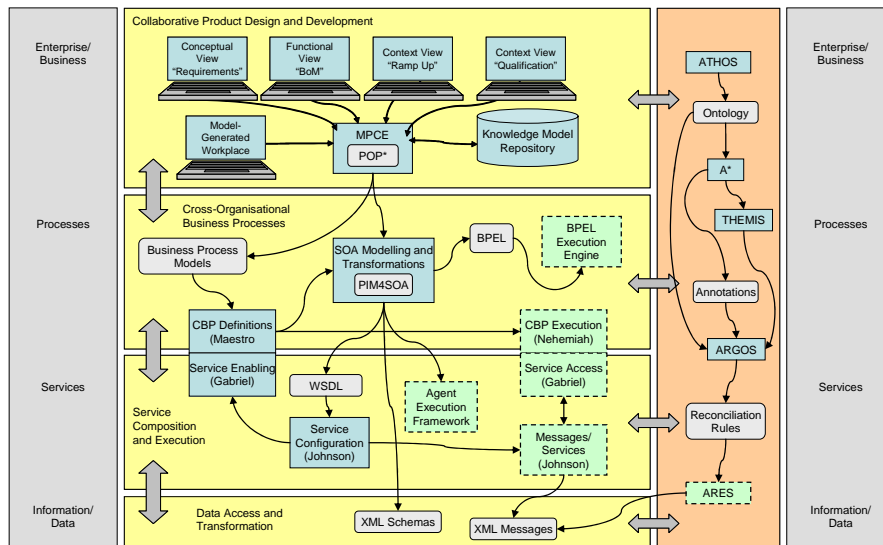 Collaborative Product Design and Development
Enterprise/
Business
Conceptual
View
“Requirements”
Functional
View
“BoM”
Context View
“Ramp Up”
Context View
“Qualification”
Model-
Generated
Workplace
MPCE
POP*
Knowledge Model
Repository
ATHOS
Ontology
A*
THEMIS
Annotations
ARGOS
Reconciliation
Rules
ARES
Enterprise/
Business
Processes
Cross-Organisational
Business Processes
Business Process
Models
SOA Modelling and
Transformations
PIM4SOA
BPEL
BPEL
Execution
Engine
CBP Definitions
(Maestro
CBP Execution
(Nehemiah)
Processes
Services
Service Enabling
(Gabriel)
WSDL
Agent
Execution
Framework
Service Access
(Gabriel)
Service
Composition
and Execution
Service
Configuration
(Johnson)
Messages/
Services
(Johnson)
Services
Information/
Data
Data Access and
Transformation
XML Schemas
XML Messages
Information/
Data